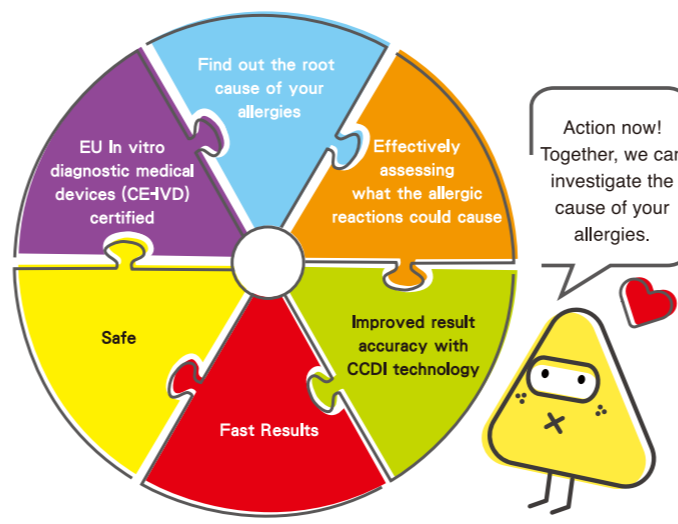 Find out the root
cause of your
allergies
Effectively
assessing
what the allergic
reactions could cause
Improved result
accuracy with
CCDI technology
Fast Results
Safe
EU In vitro
diagnostic medical
devices (CE-IVD)
certified
Action now!
Together, we can
investigate the
cause of your
allergies.